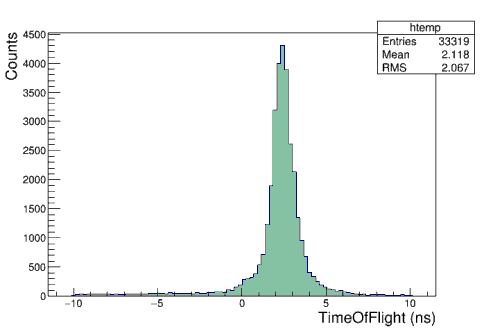 htemp
Entries 33319
Mean 2.118
RMS 2.067
Counts
4500
4000
3500
3000
2500
2000
1500
1000
500
0
−10 −5 0 5 10
TimeOfFlight (ns)